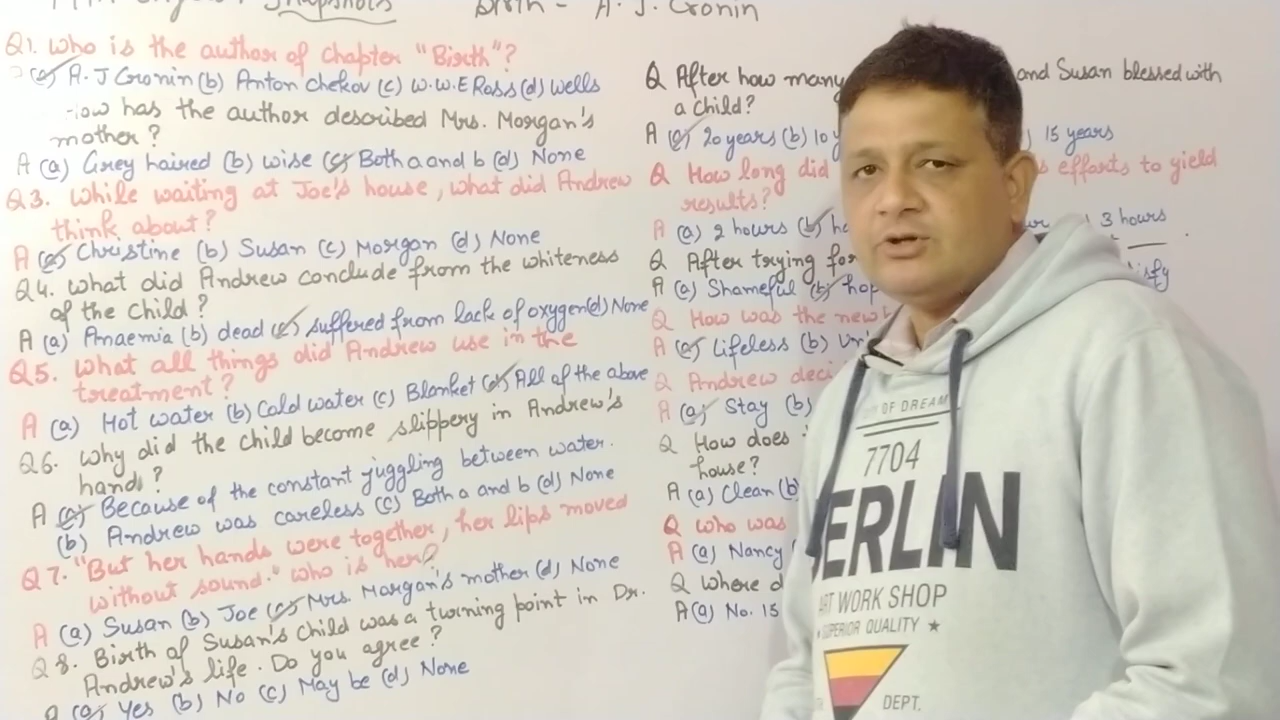 Snapshots Birth - A. J. Cronin
Q1. Who is the author of chapter "Birth"?
(a) A. J Cronin (b) Anton Chekov (c) W.W.E Ross (d) Wells
How has the author described Mrs. Morgan's
mother?
A (a) Grey haired (b) wise (c) Both a and b (d) None
Q3. While waiting at Joe's house, what did Andrew
think about?
A (a) Christine (b) Susan (c) Morgan (d) None
Q4. What did Andrew conclude from the whiteness
of the child?
A (a) Anaemia (b) dead (c) suffered from lack of oxygen (d) None
Q5. What all things did Andrew use in the
treatment?
A (a) Hot water (b) Cold water (c) Blanket (d) All of the above
Q6. Why did the child become slippery in Andrew's
hand?
A (a) Because of the constant juggling between water.
(b) Andrew was careless (c) Both a and b (d) None
Q7. "But her hands were together, her lips moved
without sound." Who is her?
A (a) Susan (b) Joe (c) Mrs. Morgan's mother (d) None
Q8. Birth of Susan's child was a turning point in Dr.
Andrew's life. Do you agree?
A (a) Yes (b) No (c) May be (d) None
Q After how many and Susan blessed with
a child?
A (a) 20 years (b) 10 15 years
Q How long did efforts to yield
results?
A (a) 2 hours (b) 3 hours
Q After trying for
A (a) Shameful (b)
Q How was the
A (a) Lifeless (b)
Q Andrew
A (a) Stay (b)
Q How does
house?
A (a) Clean (b)
Q Who was
A (a) Nancy
Q Where
A (a) No. 15
OF DREAM
7704
BERLIN
ART WORK SHOP
★ SUPERIOR QUALITY ★
DEPT.